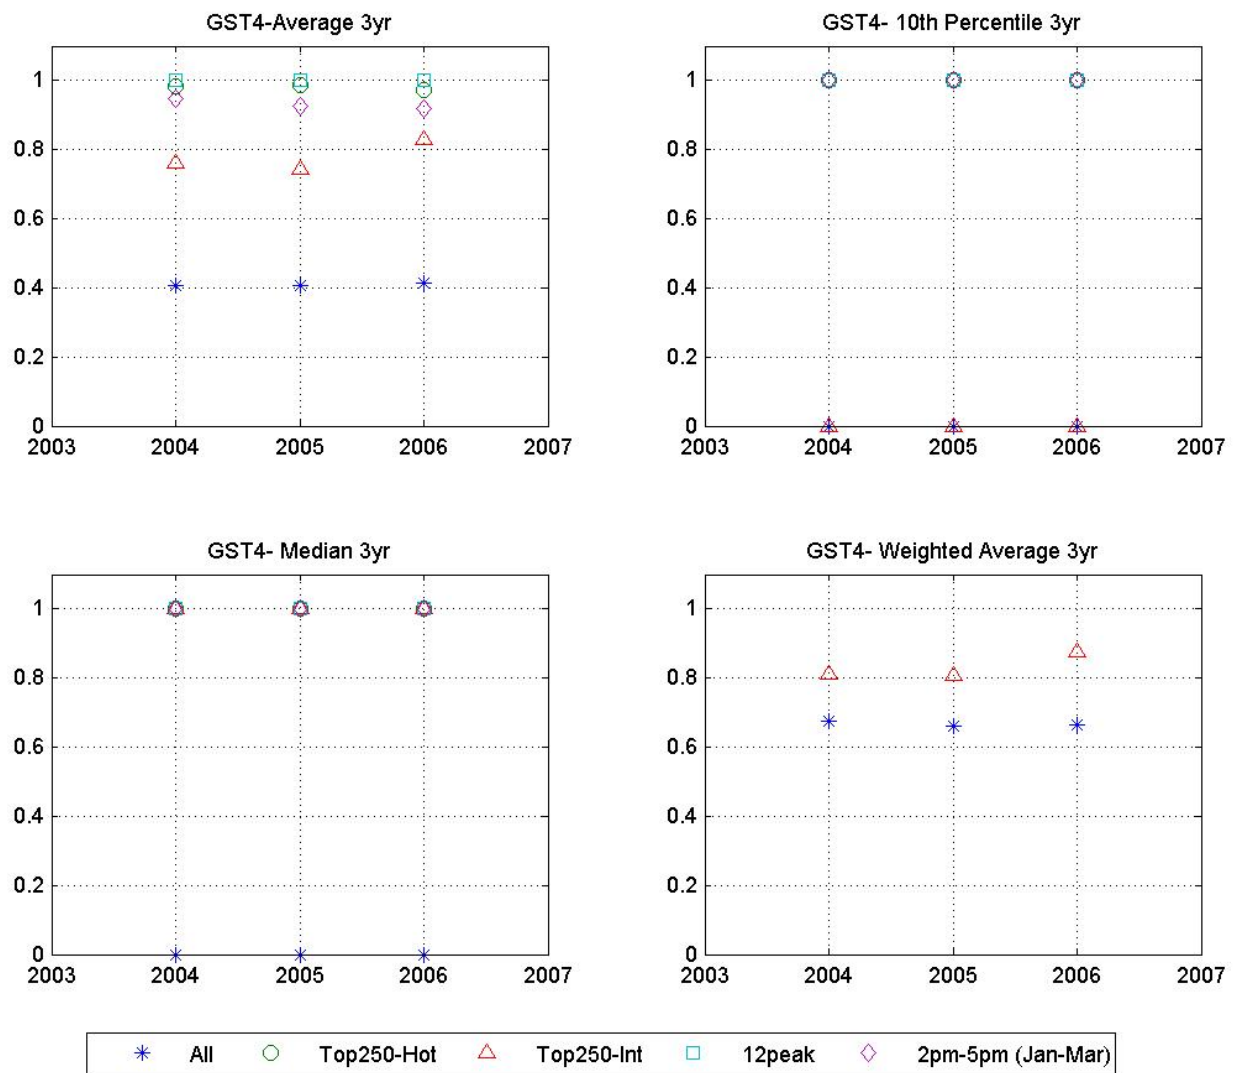 GST4-Average 3yr
1
0.8
0.6
0.4
0.2
0
2003 2004 2005 2006 2007
GST4- 10th Percentile 3yr
1
0.8
0.6
0.4
0.2
0
2003 2004 2005 2006 2007
GST4- Median 3yr
1
0.8
0.6
0.4
0.2
0
2003 2004 2005 2006 2007
GST4- Weighted Average 3yr
1
0.8
0.6
0.4
0.2
0
2003 2004 2005 2006 2007
All Top250-Hot Top250-Int 12peak 2pm-5pm (Jan-Mar)